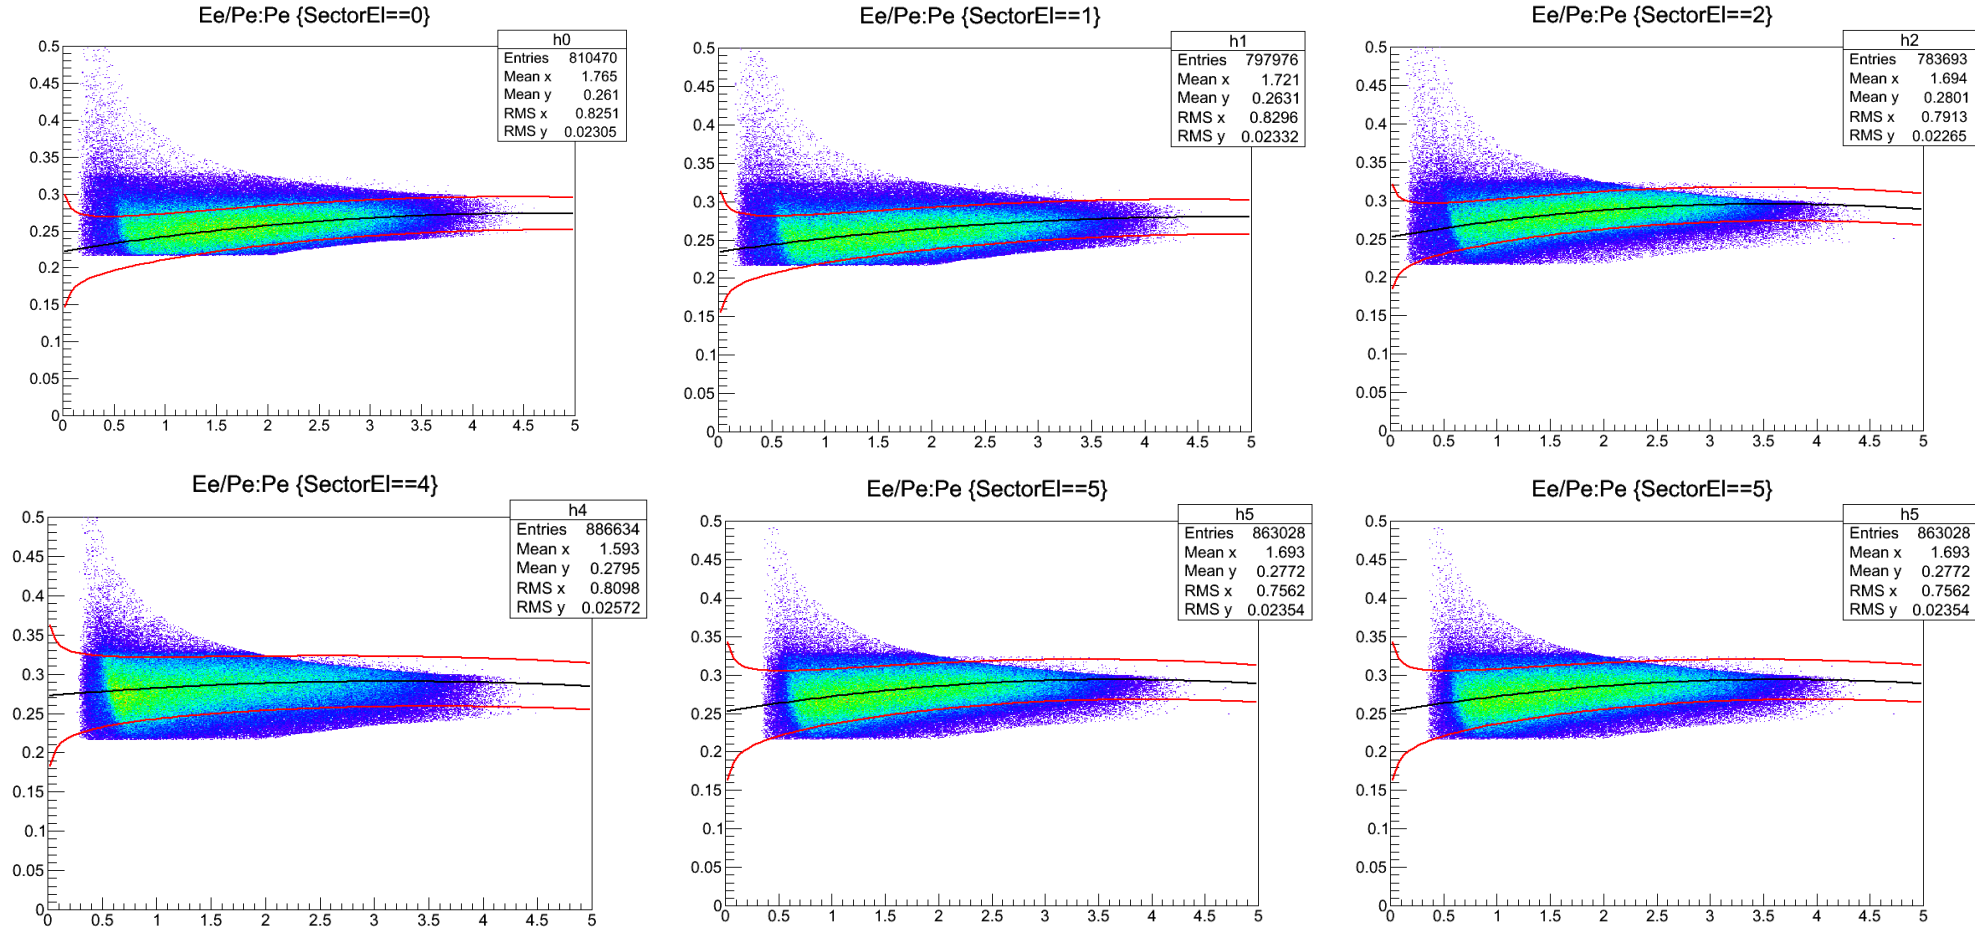 Ee/Pe:Pe {SectorEl==0}
h0
Entries 810470
Mean x 1.765
Mean y 0.261
RMS x 0.8251
RMS y 0.02305
0.5
0.45
0.4
0.35
0.3
0.25
0.2
0.15
0.1
0.05
0
0 0.5 1 1.5 2 2.5 3 3.5 4 4.5 5
Ee/Pe:Pe {SectorEl==1}
h1
Entries 797976
Mean x 1.721
Mean y 0.2631
RMS x 0.8296
RMS y 0.02332
0.5
0.45
0.4
0.35
0.3
0.25
0.2
0.15
0.1
0.05
0
0 0.5 1 1.5 2 2.5 3 3.5 4 4.5 5
Ee/Pe:Pe {SectorEl==2}
h2
Entries 783693
Mean x 1.694
Mean y 0.2801
RMS x 0.7913
RMS y 0.02265
0.5
0.45
0.4
0.35
0.3
0.25
0.2
0.15
0.1
0.05
0
0 0.5 1 1.5 2 2.5 3 3.5 4 4.5 5
Ee/Pe:Pe {SectorEl==4}
h4
Entries 886634
Mean x 1.593
Mean y 0.2795
RMS x 0.8098
RMS y 0.02572
0.5
0.45
0.4
0.35
0.3
0.25
0.2
0.15
0.1
0.05
0
0 0.5 1 1.5 2 2.5 3 3.5 4 4.5 5
Ee/Pe:Pe {SectorEl==5}
h5
Entries 863028
Mean x 1.693
Mean y 0.2772
RMS x 0.7562
RMS y 0.02354
0.5
0.45
0.4
0.35
0.3
0.25
0.2
0.15
0.1
0.05
0
0 0.5 1 1.5 2 2.5 3 3.5 4 4.5 5
Ee/Pe:Pe {SectorEl==5}
h5
Entries 863028
Mean x 1.693
Mean y 0.2772
RMS x 0.7562
RMS y 0.02354
0.5
0.45
0.4
0.35
0.3
0.25
0.2
0.15
0.1
0.05
0
0 0.5 1 1.5 2 2.5 3 3.5 4 4.5 5